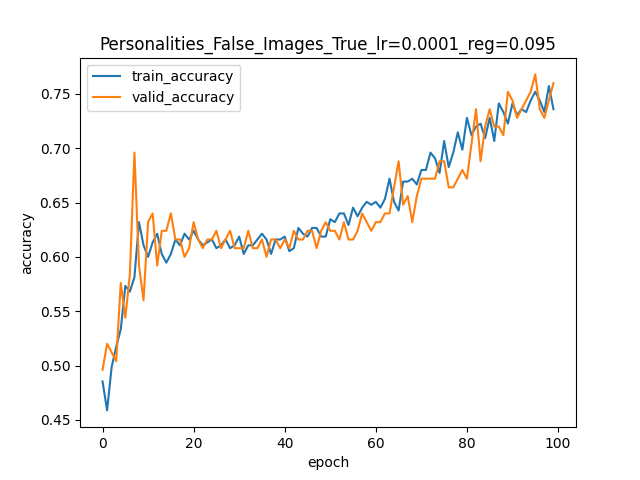 Personalities_False_Images_True_lr=0.0001_reg=0.095
train_accuracy
valid_accuracy
accuracy
0.75
0.70
0.65
0.60
0.55
0.50
0.45
0 20 40 60 80 100
epoch